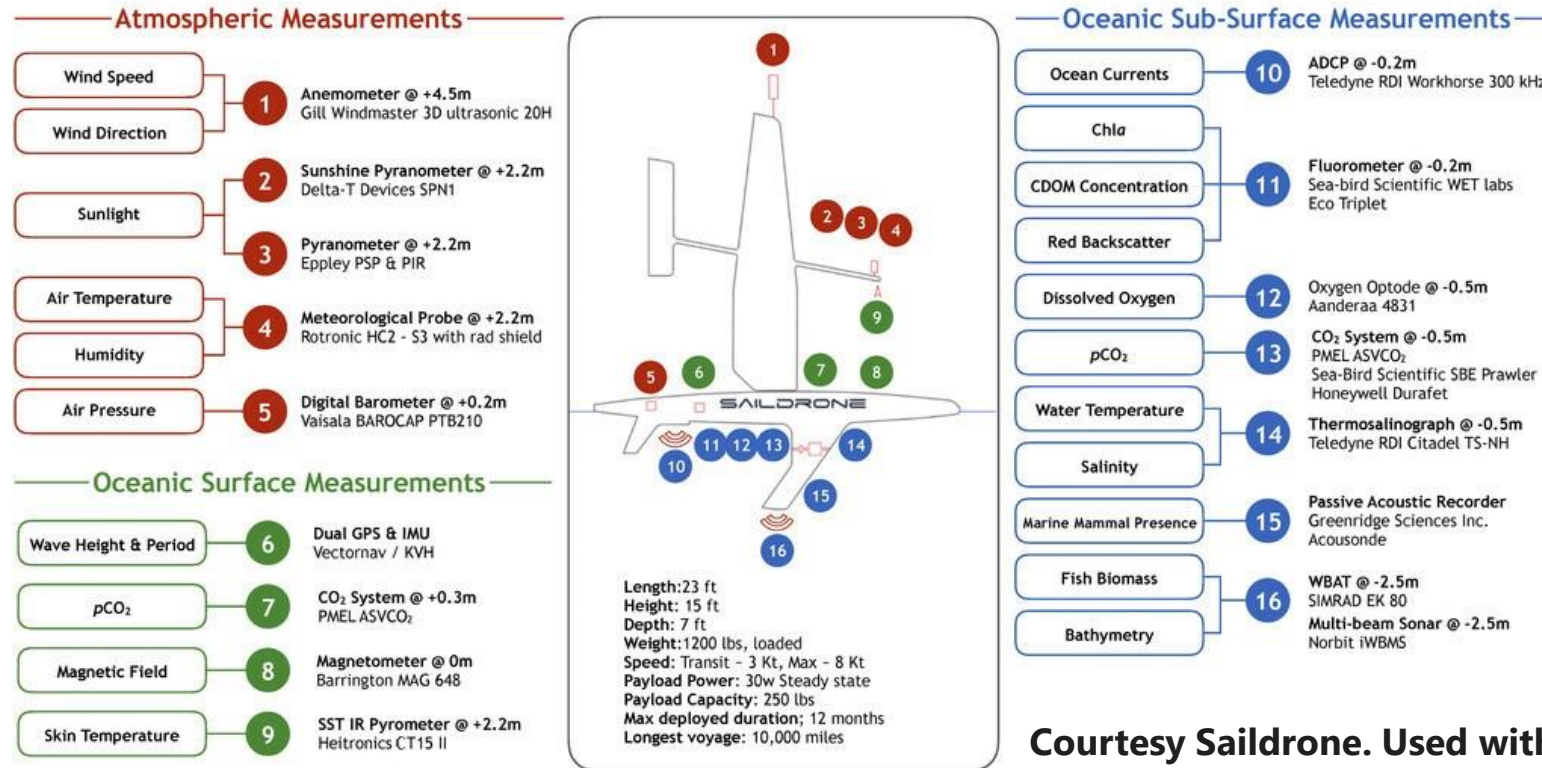 Atmospheric Measurements
Wind Speed
Wind Direction
1
Anemometer @ +4.5m
Gill Windmaster 3D ultrasonic 20H
Sunlight
2
Sunshine Pyranometer @ +2.2m
Delta-T Devices SPN1
3
Pyranometer @ +2.2m
Eppley PSP & PIR
Air Temperature
Humidity
4
Meteorological Probe @ +2.2m
Rotronic HC2 - S3 with rad shield
Air Pressure
5
Digital Barometer @ +0.2m
Vaisala BAROCAP PTB210
Oceanic Surface Measurements
Wave Height & Period
6
Dual GPS & IMU
Vectornav / KVH
pCO₂
7
CO₂ System @ +0.3m
PMEL ASVCO₂
Magnetic Field
8
Magnetometer @ 0m
Barrington MAG 648
Skin Temperature
9
SST IR Pyrometer @ +2.2m
Heitronics CT15 II
1
2 3 4
9
5 6 7 8
SAILDRONE
10 11 12 13 14
15
16
Length:23 ft
Height: 15 ft
Depth: 7 ft
Weight:1200 lbs, loaded
Speed: Transit - 3 Kt, Max - 8 Kt
Payload Power: 30w Steady state
Payload Capacity: 250 lbs
Max deployed duration; 12 months
Longest voyage: 10,000 miles
Oceanic Sub-Surface Measurements
Ocean Currents
10
ADCP @ -0.2m
Teledyne RDI Workhorse 300 kHz
Chla
CDOM Concentration
Red Backscatter
11
Fluorometer @ -0.2m
Sea-bird Scientific WET labs
Eco Triplet
Dissolved Oxygen
12
Oxygen Optode @ -0.5m
Aanderaa 4831
pCO₂
13
CO₂ System @ -0.5m
PMEL ASVCO₂
Sea-Bird Scientific SBE Prawler
Honeywell Durafet
Water Temperature
Salinity
14
Thermosalinograph @ -0.5m
Teledyne RDI Citadel TS-NH
Marine Mammal Presence
15
Passive Acoustic Recorder
Greenridge Sciences Inc.
Acousonde
Fish Biomass
Bathymetry
16
WBAT @ -2.5m
SIMRAD EK 80
Multi-beam Sonar @ -2.5m
Norbit iWBMS
Courtesy Saildrone. Used with